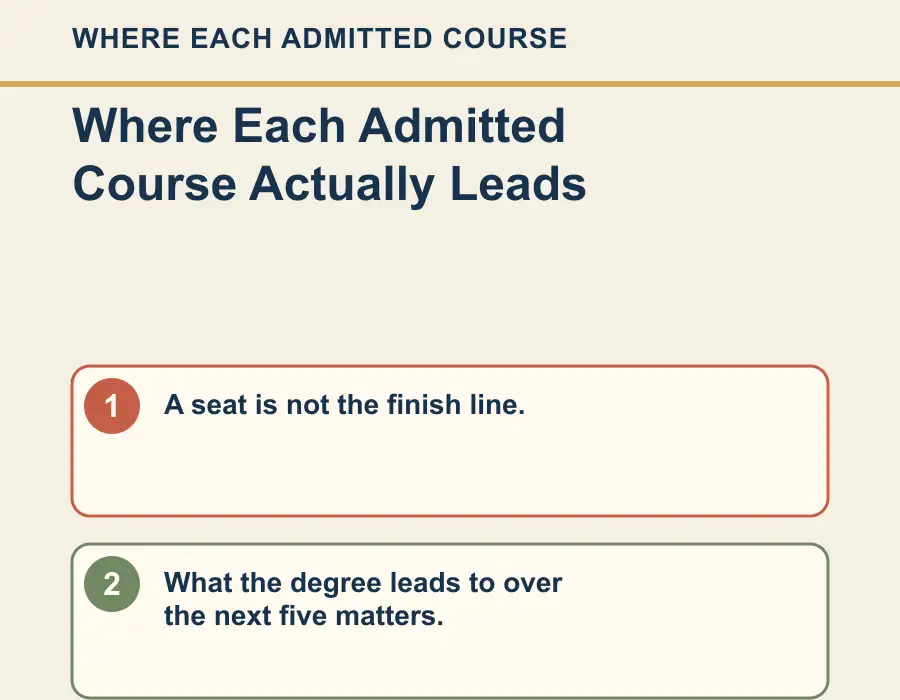 WHERE EACH ADMITTED COURSE
Where Each Admitted
Course Actually Leads
1
A seat is not the finish line.
2
What the degree leads to over
the next five matters.